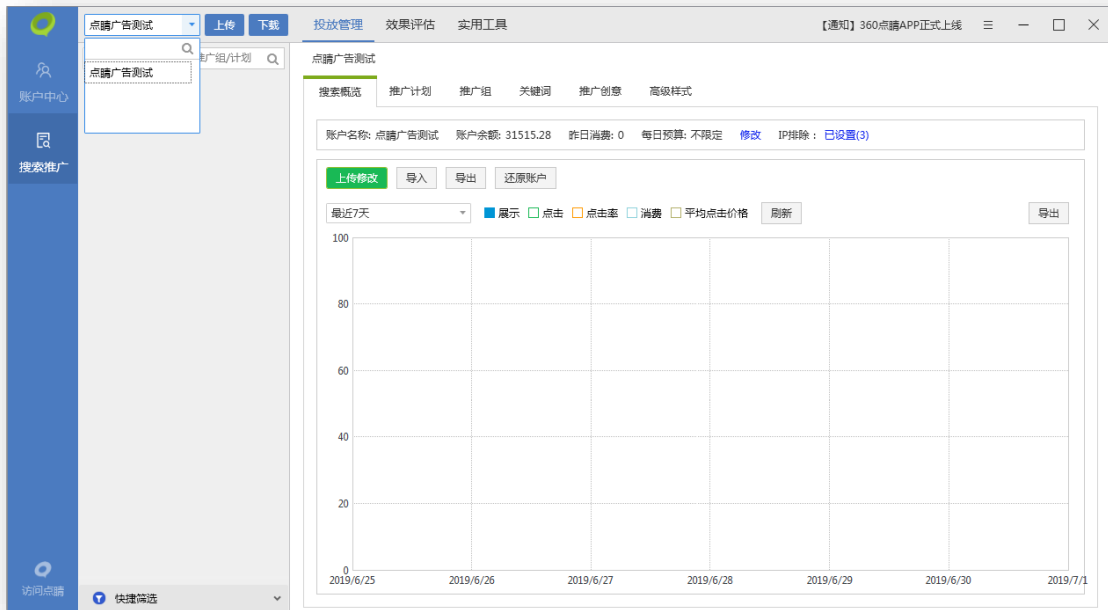 点睛广告测试 上传 下载 投放管理 效果评估 实用工具 【通知】360点睛APP正式上线
推广组/计划
点睛广告测试
点睛广告测试
账户中心
搜索推广
访问点睛
快捷筛选
搜索概览 推广计划 推广组 关键词 推广创意 高级样式
账户名称: 点睛广告测试 账户余额: 31515.28 昨日消费: 0 每日预算: 不限定 修改 IP排除： 已设置(3)
上传修改 导入 导出 还原账户
最近7天 展示 点击 点击率 消费 平均点击价格 刷新 导出
100
80
60
40
20
0
2019/6/25 2019/6/26 2019/6/27 2019/6/28 2019/6/29 2019/6/30 2019/7/1